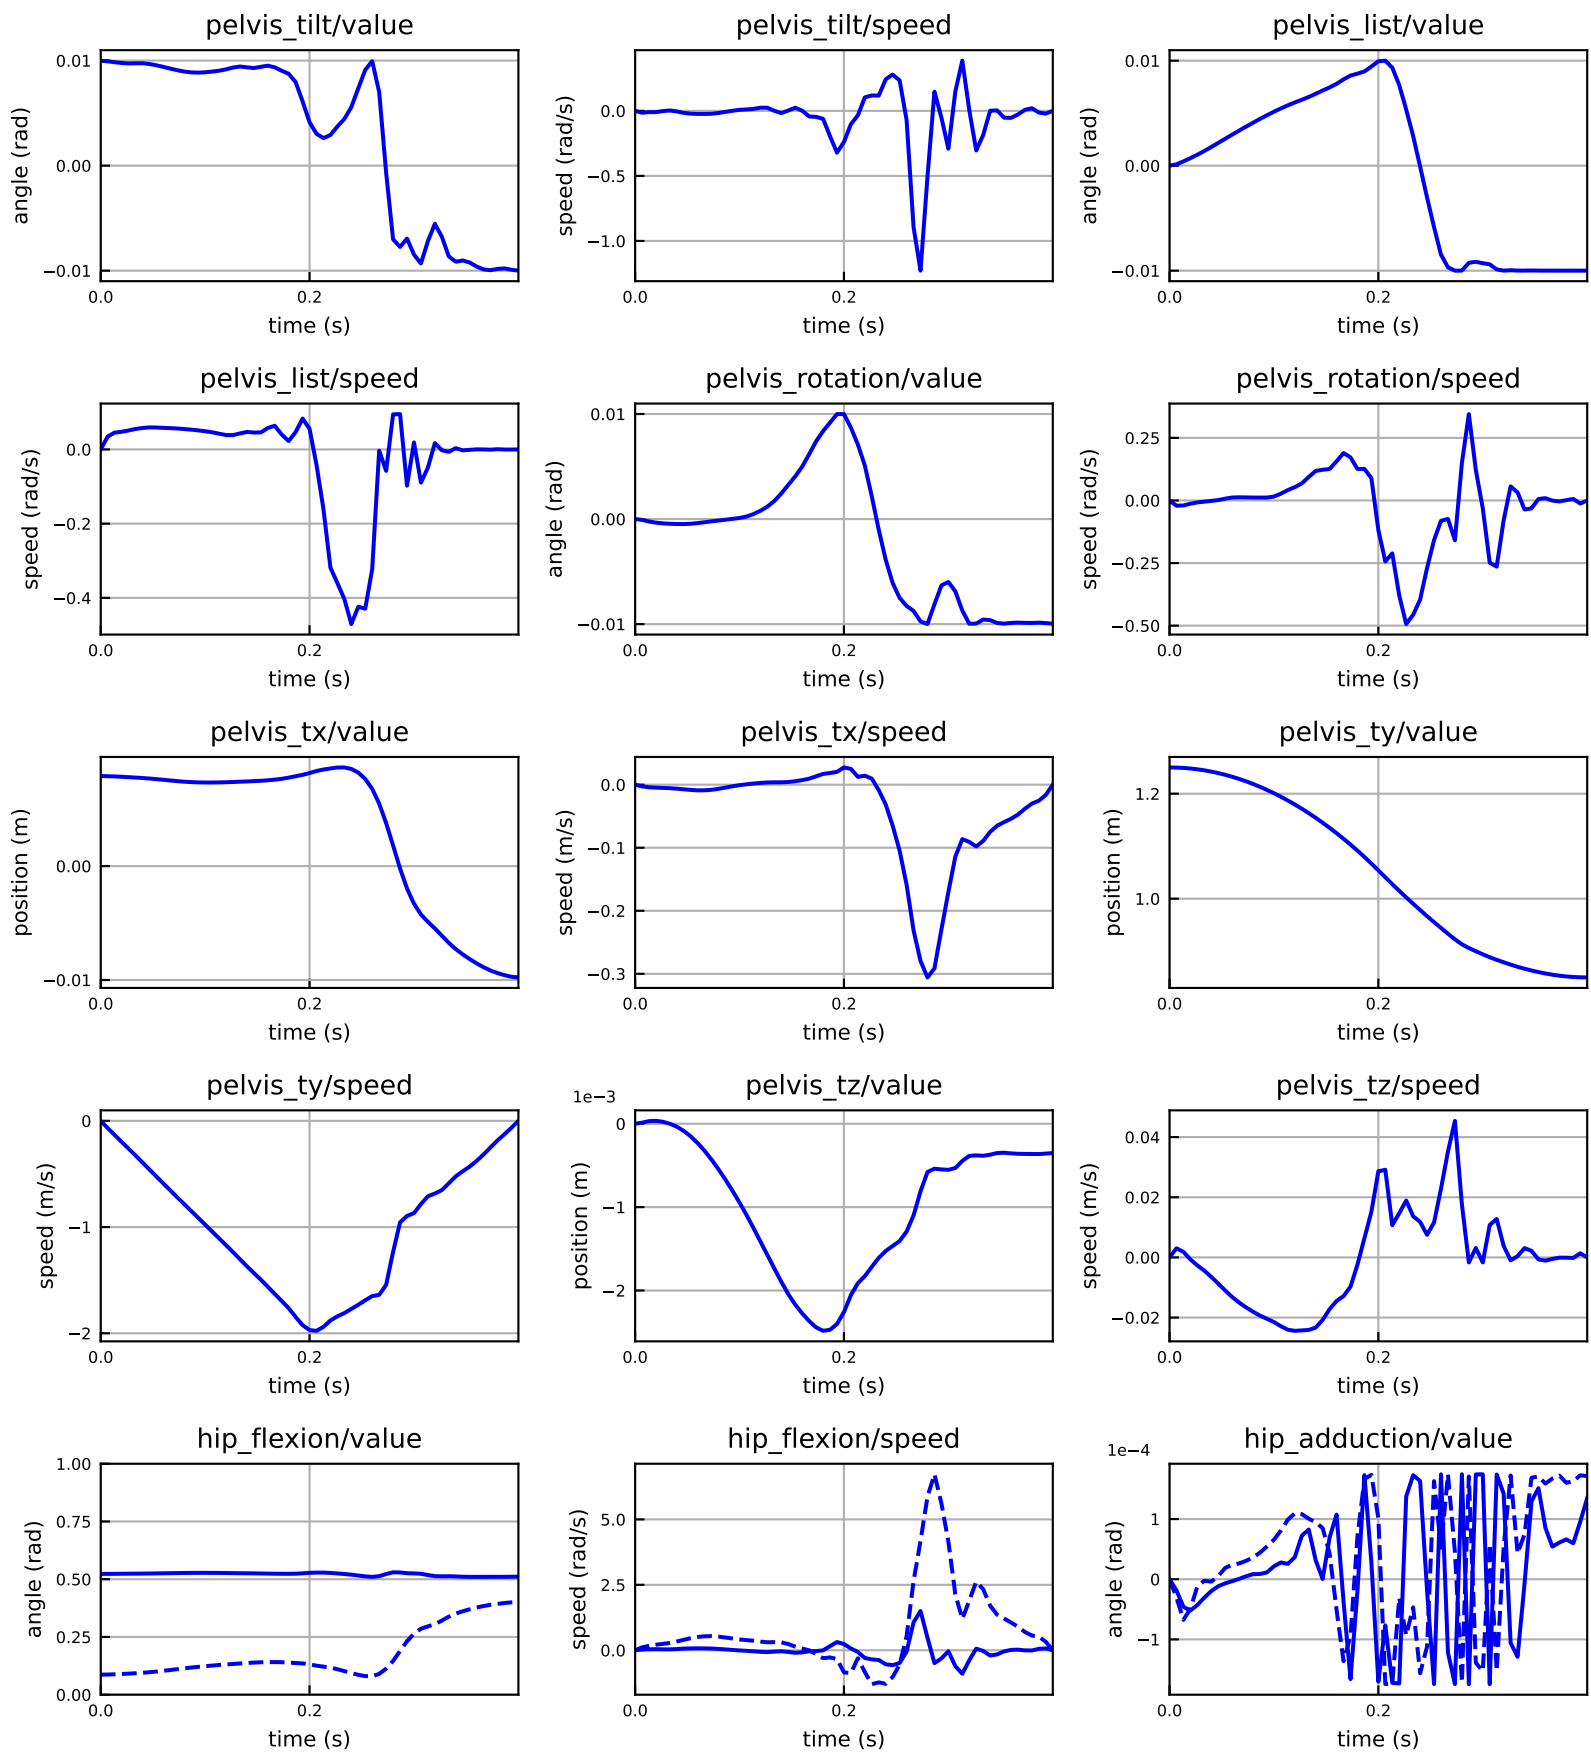 pelvis_tilt/value
angle (rad)
0.01
0.00
−0.01
0.0
0.2
time (s)
pelvis_tilt/speed
speed (rad/s)
0.0
−0.5
−1.0
0.0
0.2
time (s)
pelvis_list/value
angle (rad)
0.01
0.00
−0.01
0.0
0.2
time (s)
pelvis_list/speed
speed (rad/s)
0.0
−0.2
−0.4
0.0
0.2
time (s)
pelvis_rotation/value
angle (rad)
0.01
0.00
−0.01
0.0
0.2
time (s)
pelvis_rotation/speed
speed (rad/s)
0.25
0.00
−0.25
−0.50
0.0
0.2
time (s)
pelvis_tx/value
position (m)
0.00
−0.01
0.0
0.2
time (s)
pelvis_tx/speed
speed (m/s)
0.0
−0.1
−0.2
−0.3
0.0
0.2
time (s)
pelvis_ty/value
position (m)
1.2
1.0
0.0
0.2
time (s)
pelvis_ty/speed
speed (m/s)
0
−1
−2
0.0
0.2
time (s)
pelvis_tz/value
1e−3
position (m)
0
−1
−2
0.0
0.2
time (s)
pelvis_tz/speed
speed (m/s)
0.04
0.02
0.00
−0.02
0.0
0.2
time (s)
hip_flexion/value
angle (rad)
1.00
0.75
0.50
0.25
0.00
0.0
0.2
time (s)
hip_flexion/speed
speed (rad/s)
5.0
2.5
0.0
0.0
0.2
time (s)
hip_adduction/value
1e−4
angle (rad)
1
0
−1
0.0
0.2
time (s)